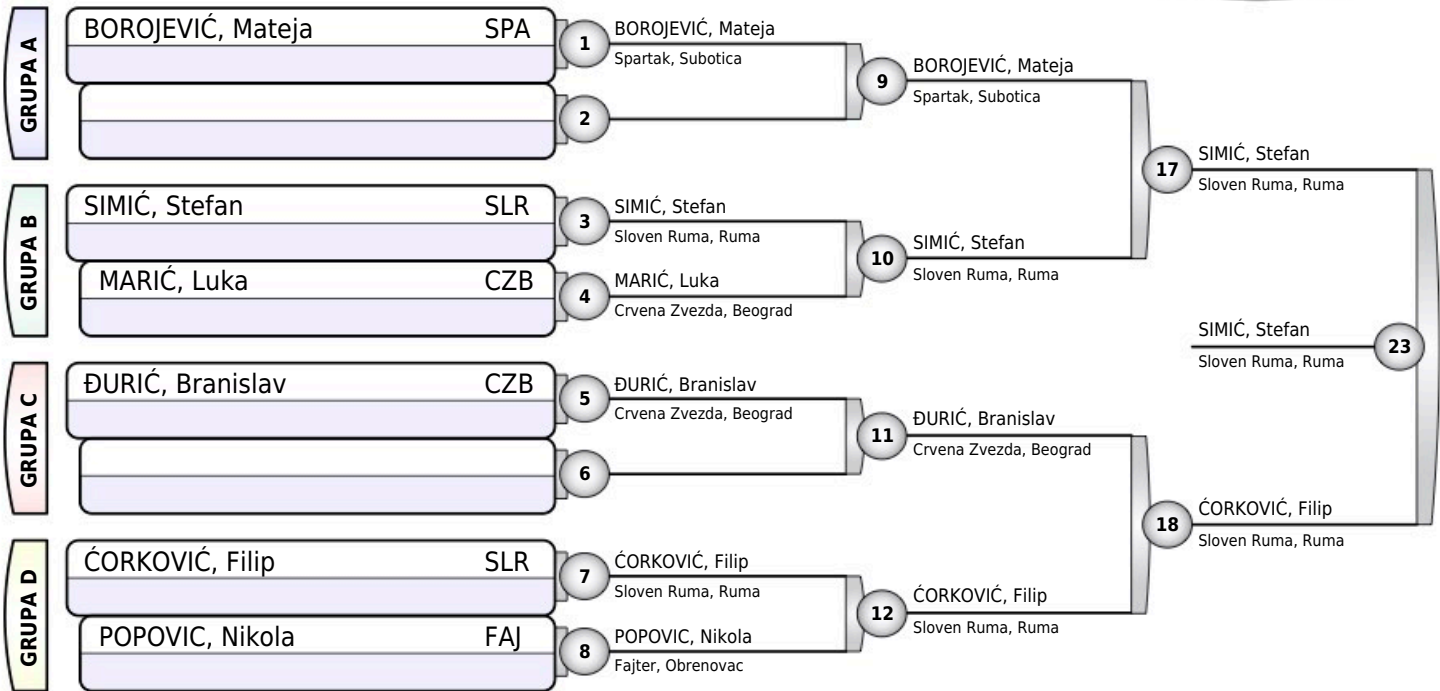 GRUPA A
BOROJEVIĆ, Mateja SPA
1
BOROJEVIĆ, Mateja
Spartak, Subotica
2
9
BOROJEVIĆ, Mateja
Spartak, Subotica
GRUPA B
SIMIĆ, Stefan SLR
3
SIMIĆ, Stefan
Sloven Ruma, Ruma
MARIĆ, Luka CZB
4
MARIĆ, Luka
Crvena Zvezda, Beograd
10
SIMIĆ, Stefan
Sloven Ruma, Ruma
17
SIMIĆ, Stefan
Sloven Ruma, Ruma
GRUPA C
ĐURIĆ, Branislav CZB
5
ĐURIĆ, Branislav
Crvena Zvezda, Beograd
6
11
ĐURIĆ, Branislav
Crvena Zvezda, Beograd
GRUPA D
ĆORKOVIĆ, Filip SLR
7
ĆORKOVIĆ, Filip
Sloven Ruma, Ruma
POPOVIC, Nikola FAJ
8
POPOVIC, Nikola
Fajter, Obrenovac
12
ĆORKOVIĆ, Filip
Sloven Ruma, Ruma
18
ĆORKOVIĆ, Filip
Sloven Ruma, Ruma
SIMIĆ, Stefan
Sloven Ruma, Ruma
23